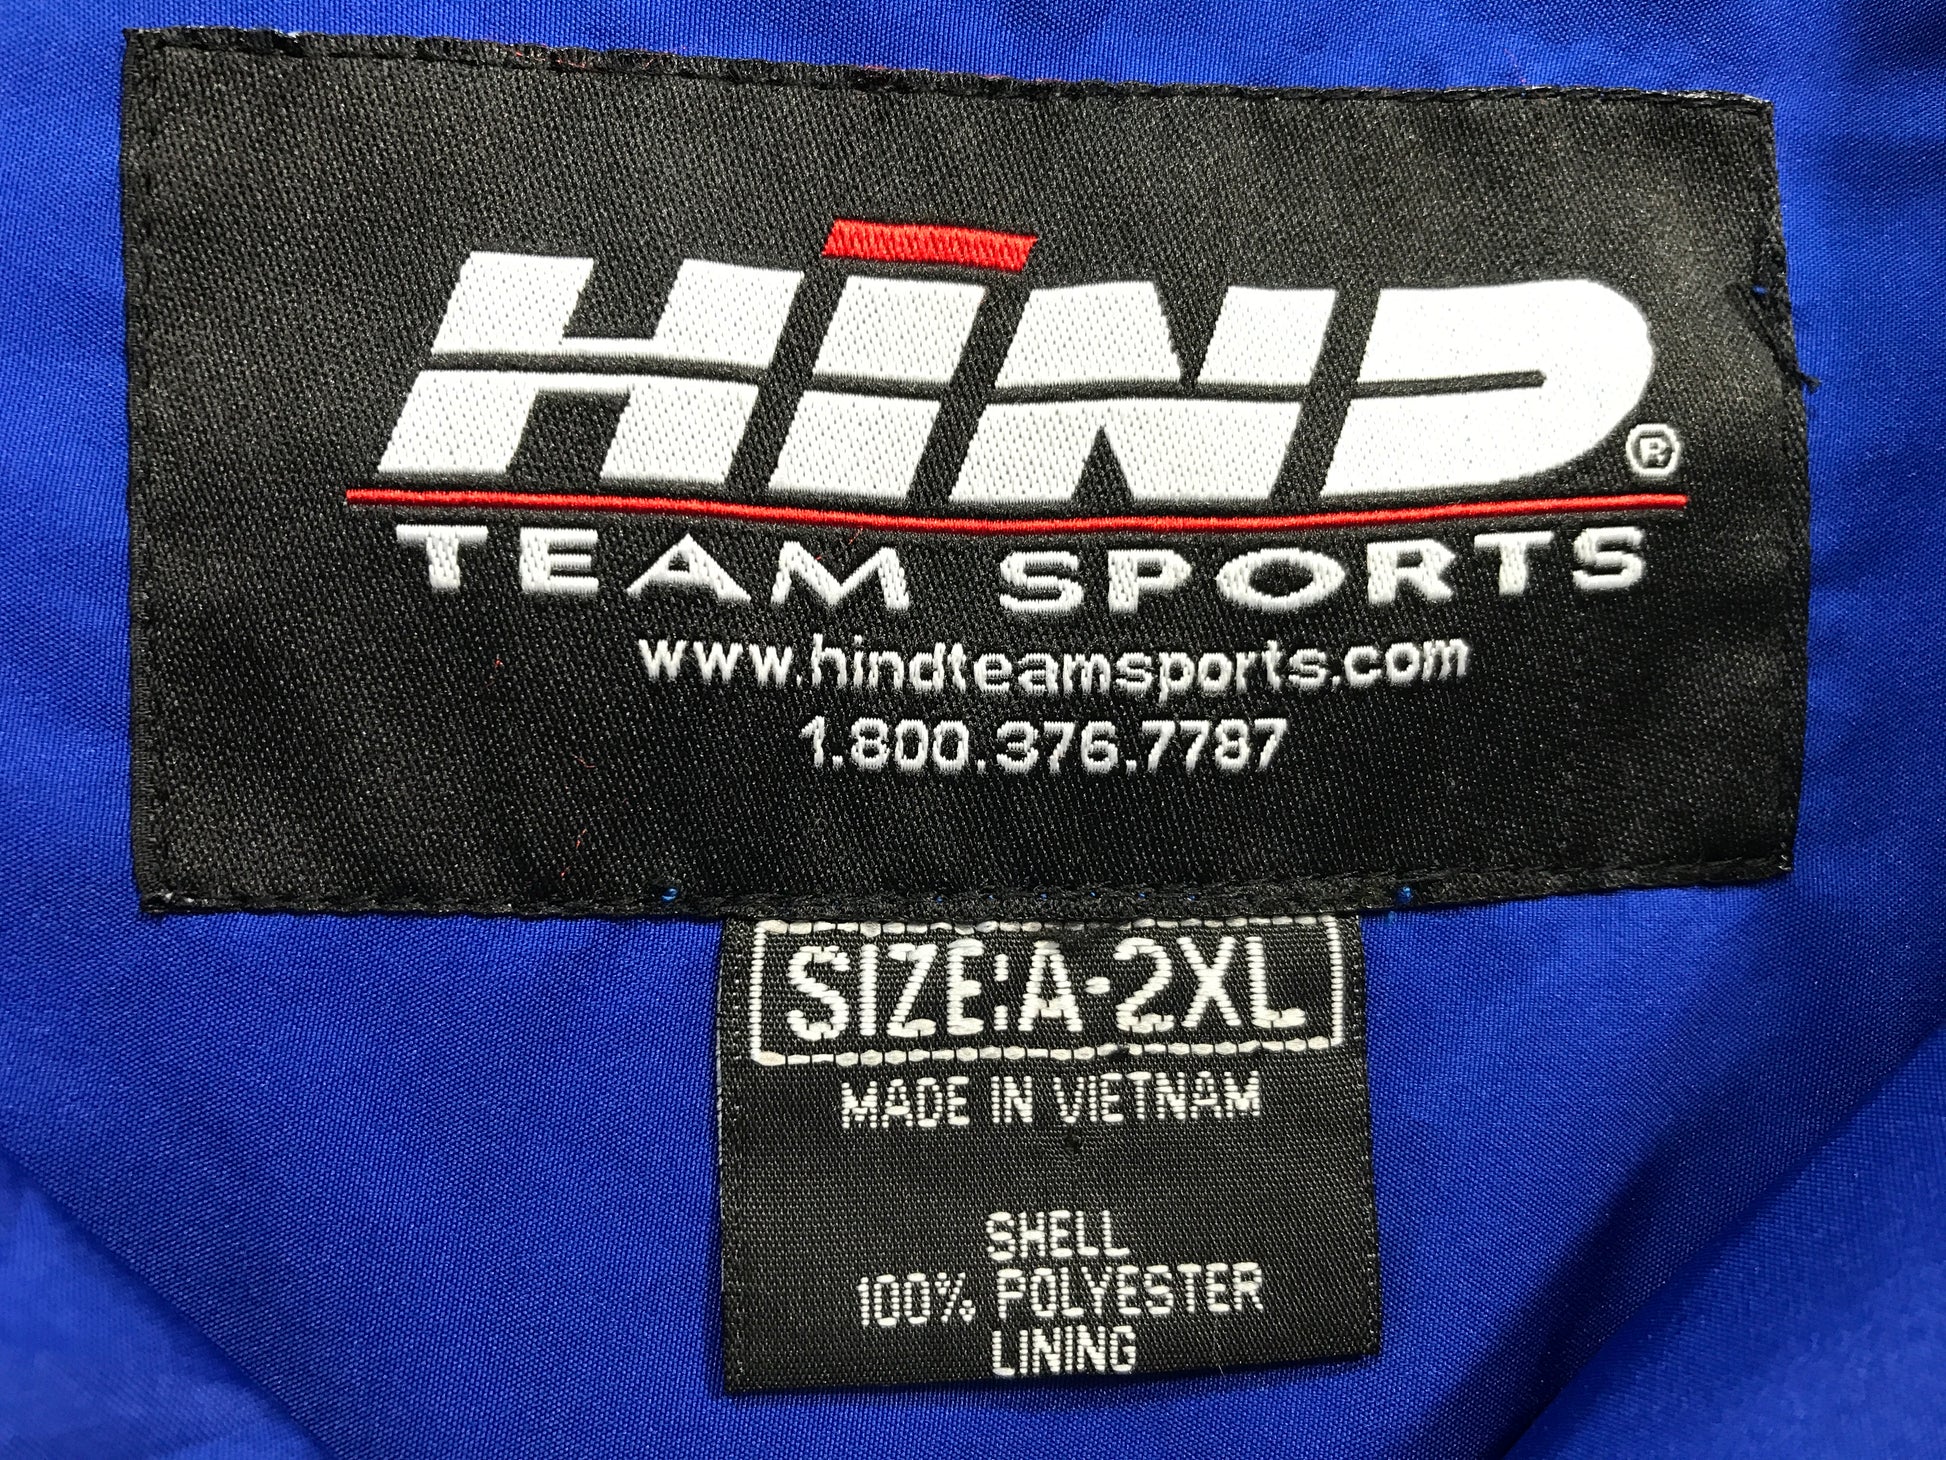 HIND®
TEAM SPORTS
www.hindteamsports.com
1.800.376.7787
SIZE:A-2XL
MADE IN VIETNAM
SHELL
100% POLYESTER
LINING